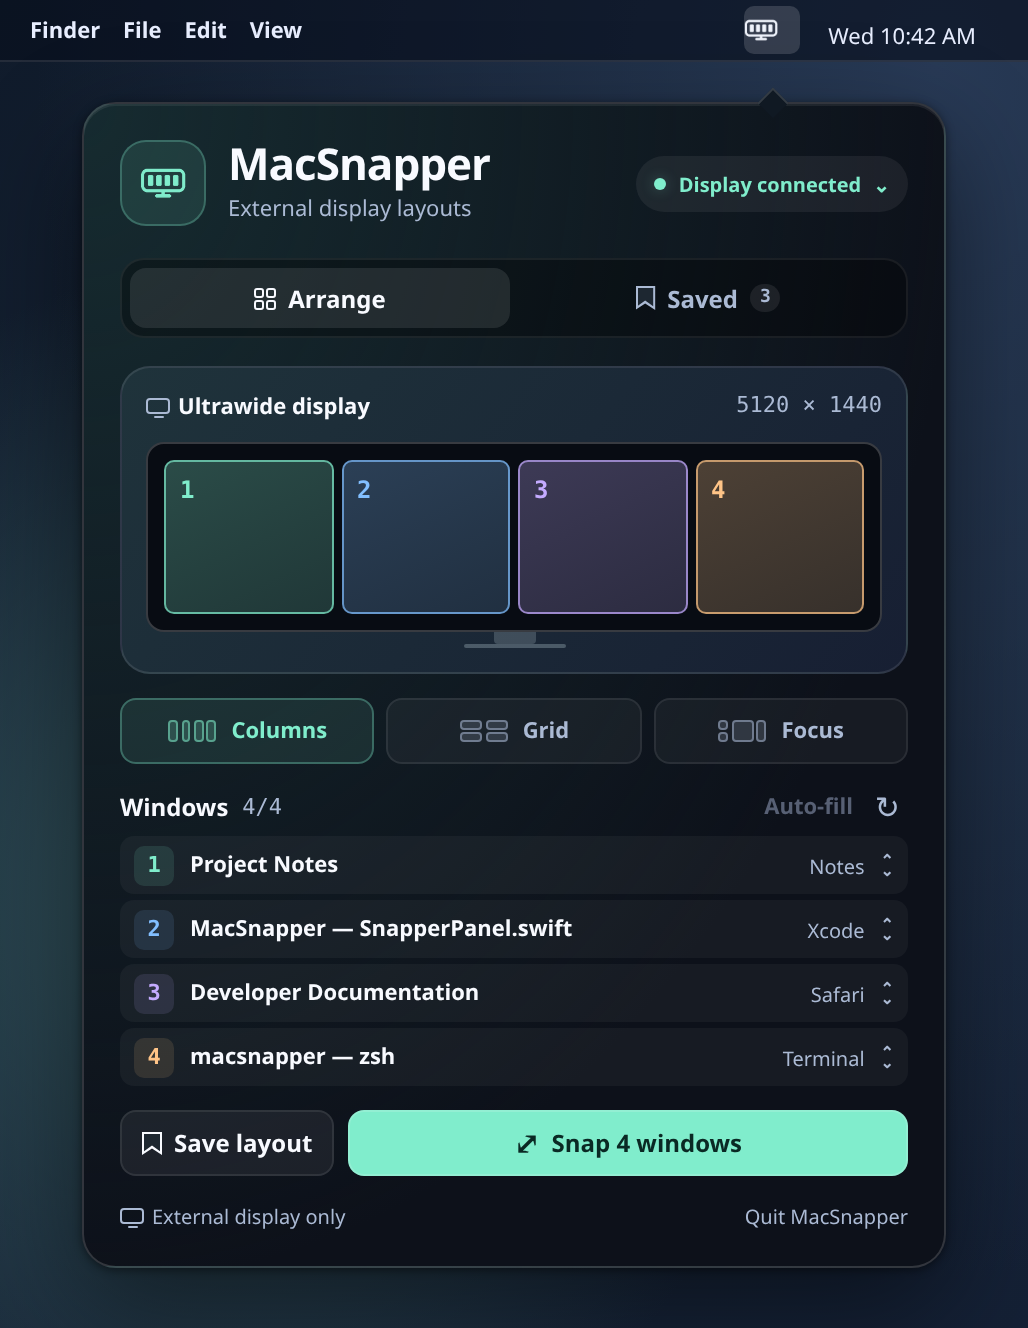 Finder File Edit View Wed 10:42 AM
MacSnapper
External display layouts
Display connected
Arrange
Saved 3
Ultrawide display 5120 × 1440
1 2 3 4
Columns Grid Focus
Windows 4/4 Auto-fill
1 Project Notes Notes
2 MacSnapper — SnapperPanel.swift Xcode
3 Developer Documentation Safari
4 macsnapper — zsh Terminal
Save layout Snap 4 windows
External display only Quit MacSnapper